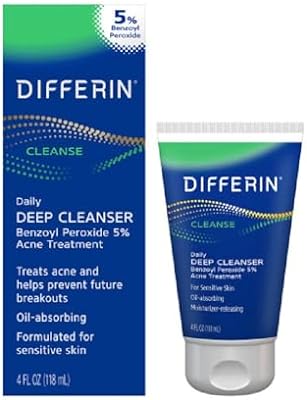 5%
Benzoyl
Peroxide
DIFFERIN
CLEANSE
Daily
DEEP CLEANSER
Benzoyl Peroxide 5%
Acne Treatment
Treats acne and
helps prevent future
breakouts
Oil-absorbing
Formulated for
sensitive skin
4 FL OZ (118 mL)
DIFFERIN
CLEANSE
Daily
DEEP CLEANSER
Benzoyl Peroxide 5%
Acne Treatment
For Sensitive Skin
Oil-absorbing
Moisturizer-releasing
4 FL OZ (118 mL)